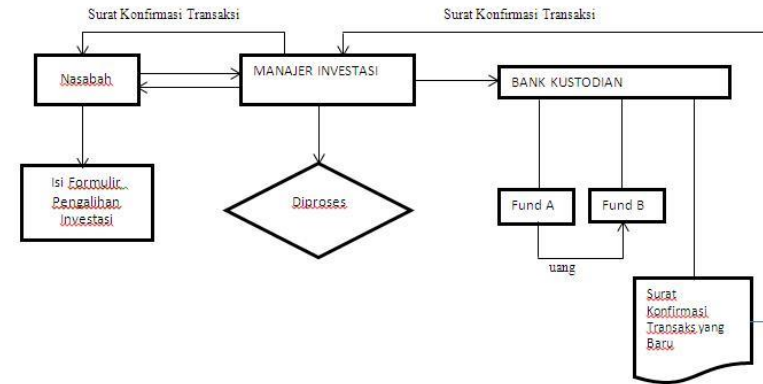 Surat Konfirmasi Transaksi
Surat Konfirmasi Transaksi
Nasabah
MANAJER INVESTASI
BANK KUSTODIAN
Isi Formulir
Pengalihan
Investasi
Diproses
Fund A
Fund B
uang
Surat
Konfirmasi
Transaks yang
Baru